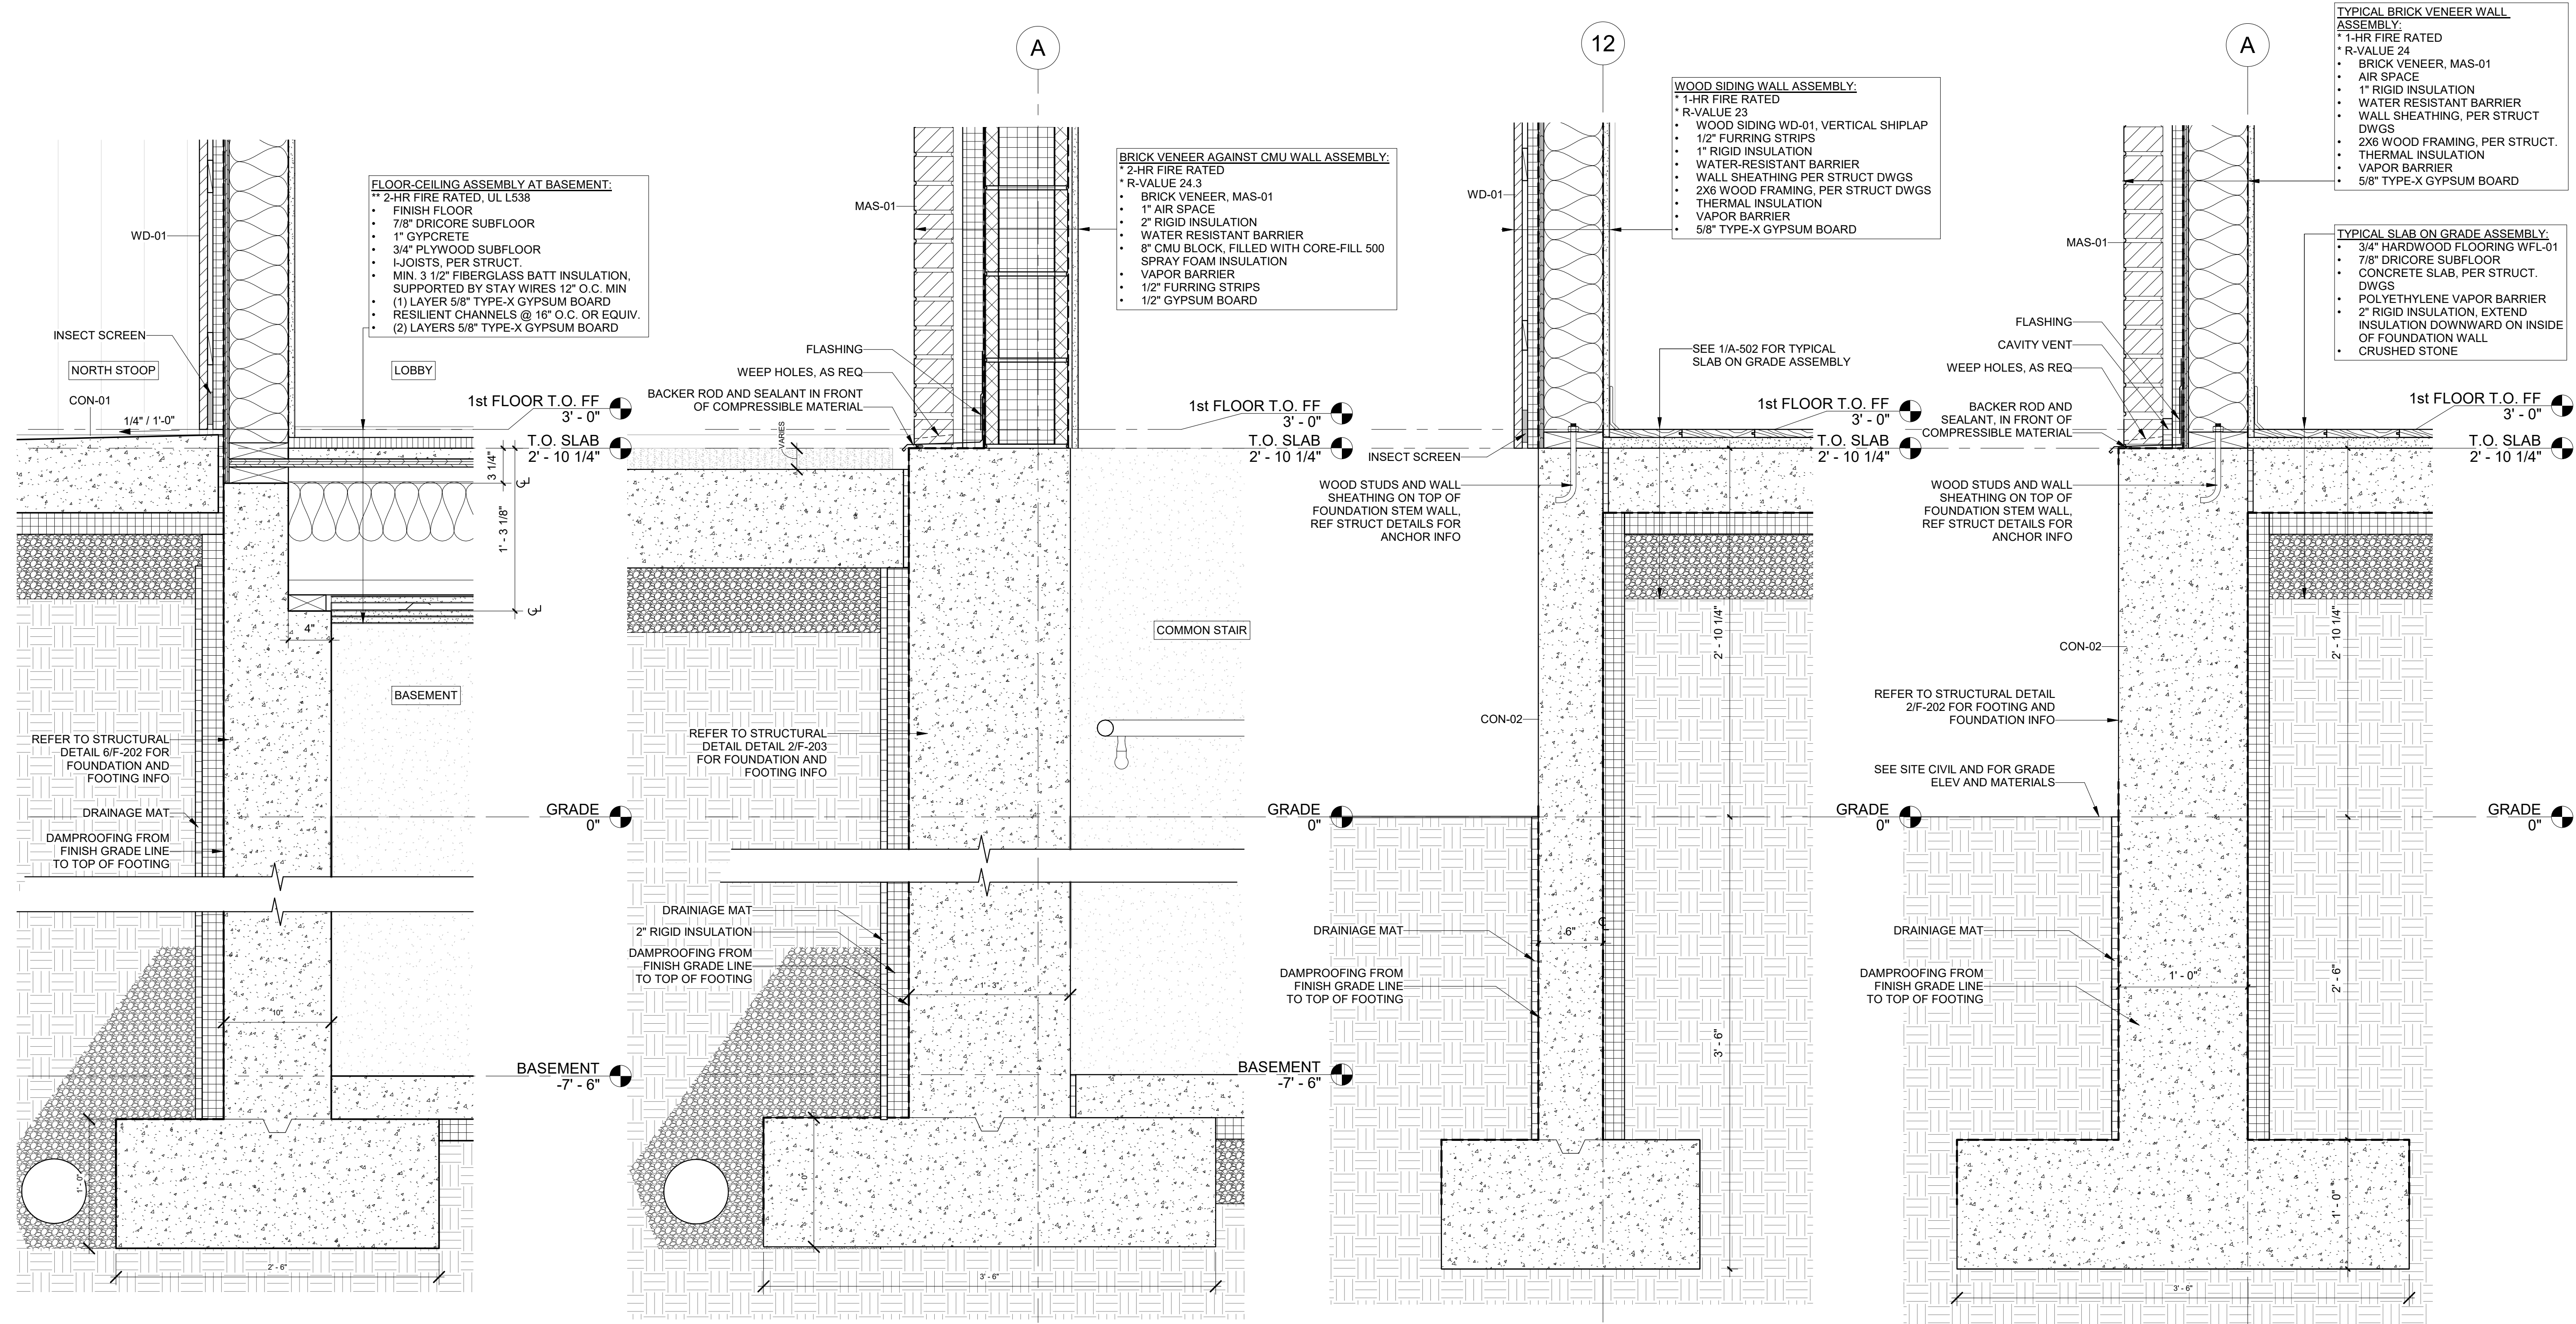 WD-01
INSECT SCREEN
NORTH STOOP
CON-01
1/4" / 1'-0"
FLOOR-CEILING ASSEMBLY AT BASEMENT:
** 2-HR FIRE RATED, UL L538
• FINISH FLOOR
• 7/8" DRICORE SUBFLOOR
• 1" GYPCRETE
• 3/4" PLYWOOD SUBFLOOR
• I-JOISTS, PER STRUCT.
• MIN. 3 1/2" FIBERGLASS BATT INSULATION,
SUPPORTED BY STAY WIRES 12" O.C. MIN
• (1) LAYER 5/8" TYPE-X GYPSUM BOARD
• RESILIENT CHANNELS @ 16" O.C. OR EQUIV.
• (2) LAYERS 5/8" TYPE-X GYPSUM BOARD
LOBBY
1st FLOOR T.O. FF
3' - 0"
T.O. SLAB
2' - 10 1/4"
3 1/4"
1' - 3 1/8"
4"
BASEMENT
REFER TO STRUCTURAL
DETAIL 6/F-202 FOR
FOUNDATION AND
FOOTING INFO
DRAINAGE MAT
DAMPROOFING FROM
FINISH GRADE LINE
TO TOP OF FOOTING
GRADE
0"
10"
BASEMENT
-7' - 6"
1' - 0"
2' - 6"
A
MAS-01
BRICK VENEER AGAINST CMU WALL ASSEMBLY:
* 2-HR FIRE RATED
* R-VALUE 24.3
• BRICK VENEER, MAS-01
• 1" AIR SPACE
• 2" RIGID INSULATION
• WATER RESISTANT BARRIER
• 8" CMU BLOCK, FILLED WITH CORE-FILL 500
SPRAY FOAM INSULATION
• VAPOR BARRIER
• 1/2" FURRING STRIPS
• 1/2" GYPSUM BOARD
FLASHING
WEEP HOLES, AS REQ
BACKER ROD AND SEALANT IN FRONT
OF COMPRESSIBLE MATERIAL
VARIES
1st FLOOR T.O. FF
3' - 0"
T.O. SLAB
2' - 10 1/4"
COMMON STAIR
REFER TO STRUCTURAL
DETAIL DETAIL 2/F-203
FOR FOUNDATION AND
FOOTING INFO
GRADE
0"
DRAINIAGE MAT
2" RIGID INSULATION
DAMPROOFING FROM
FINISH GRADE LINE
TO TOP OF FOOTING
1' - 3"
BASEMENT
-7' - 6"
1' - 0"
3' - 6"
12
WD-01
WOOD SIDING WALL ASSEMBLY:
* 1-HR FIRE RATED
* R-VALUE 23
• WOOD SIDING WD-01, VERTICAL SHIPLAP
• 1/2" FURRING STRIPS
• 1" RIGID INSULATION
• WATER-RESISTANT BARRIER
• WALL SHEATHING PER STRUCT DWGS
• 2X6 WOOD FRAMING, PER STRUCT DWGS
• THERMAL INSULATION
• VAPOR BARRIER
• 5/8" TYPE-X GYPSUM BOARD
SEE 1/A-502 FOR TYPICAL
SLAB ON GRADE ASSEMBLY
1st FLOOR T.O. FF
3' - 0"
T.O. SLAB
2' - 10 1/4"
INSECT SCREEN
WOOD STUDS AND WALL
SHEATHING ON TOP OF
FOUNDATION STEM WALL,
REF STRUCT DETAILS FOR
ANCHOR INFO
2' - 10 1/4"
CON-02
GRADE
0"
DRAINIAGE MAT
6"
DAMPROOFING FROM
FINISH GRADE LINE
TO TOP OF FOOTING
3' - 6"
A
TYPICAL BRICK VENEER WALL
ASSEMBLY:
* 1-HR FIRE RATED
* R-VALUE 24
• BRICK VENEER, MAS-01
• AIR SPACE
• 1" RIGID INSULATION
• WATER RESISTANT BARRIER
• WALL SHEATHING, PER STRUCT
DWGS
• 2X6 WOOD FRAMING, PER STRUCT.
• THERMAL INSULATION
• VAPOR BARRIER
• 5/8" TYPE-X GYPSUM BOARD
MAS-01
TYPICAL SLAB ON GRADE ASSEMBLY:
• 3/4" HARDWOOD FLOORING WFL-01
• 7/8" DRICORE SUBFLOOR
• CONCRETE SLAB, PER STRUCT.
DWGS
• POLYETHYLENE VAPOR BARRIER
• 2" RIGID INSULATION, EXTEND
INSULATION DOWNWARD ON INSIDE
OF FOUNDATION WALL
• CRUSHED STONE
FLASHING
CAVITY VENT
WEEP HOLES, AS REQ
BACKER ROD AND
SEALANT, IN FRONT OF
COMPRESSIBLE MATERIAL
1st FLOOR T.O. FF
3' - 0"
T.O. SLAB
2' - 10 1/4"
WOOD STUDS AND WALL
SHEATHING ON TOP OF
FOUNDATION STEM WALL,
REF STRUCT DETAILS FOR
ANCHOR INFO
2' - 10 1/4"
CON-02
REFER TO STRUCTURAL DETAIL
2/F-202 FOR FOOTING AND
FOUNDATION INFO
SEE SITE CIVIL AND FOR GRADE
ELEV AND MATERIALS
GRADE
0"
DRAINIAGE MAT
DAMPROOFING FROM
FINISH GRADE LINE
TO TOP OF FOOTING
1' - 0"
2' - 6"
1' - 0"
3' - 6"